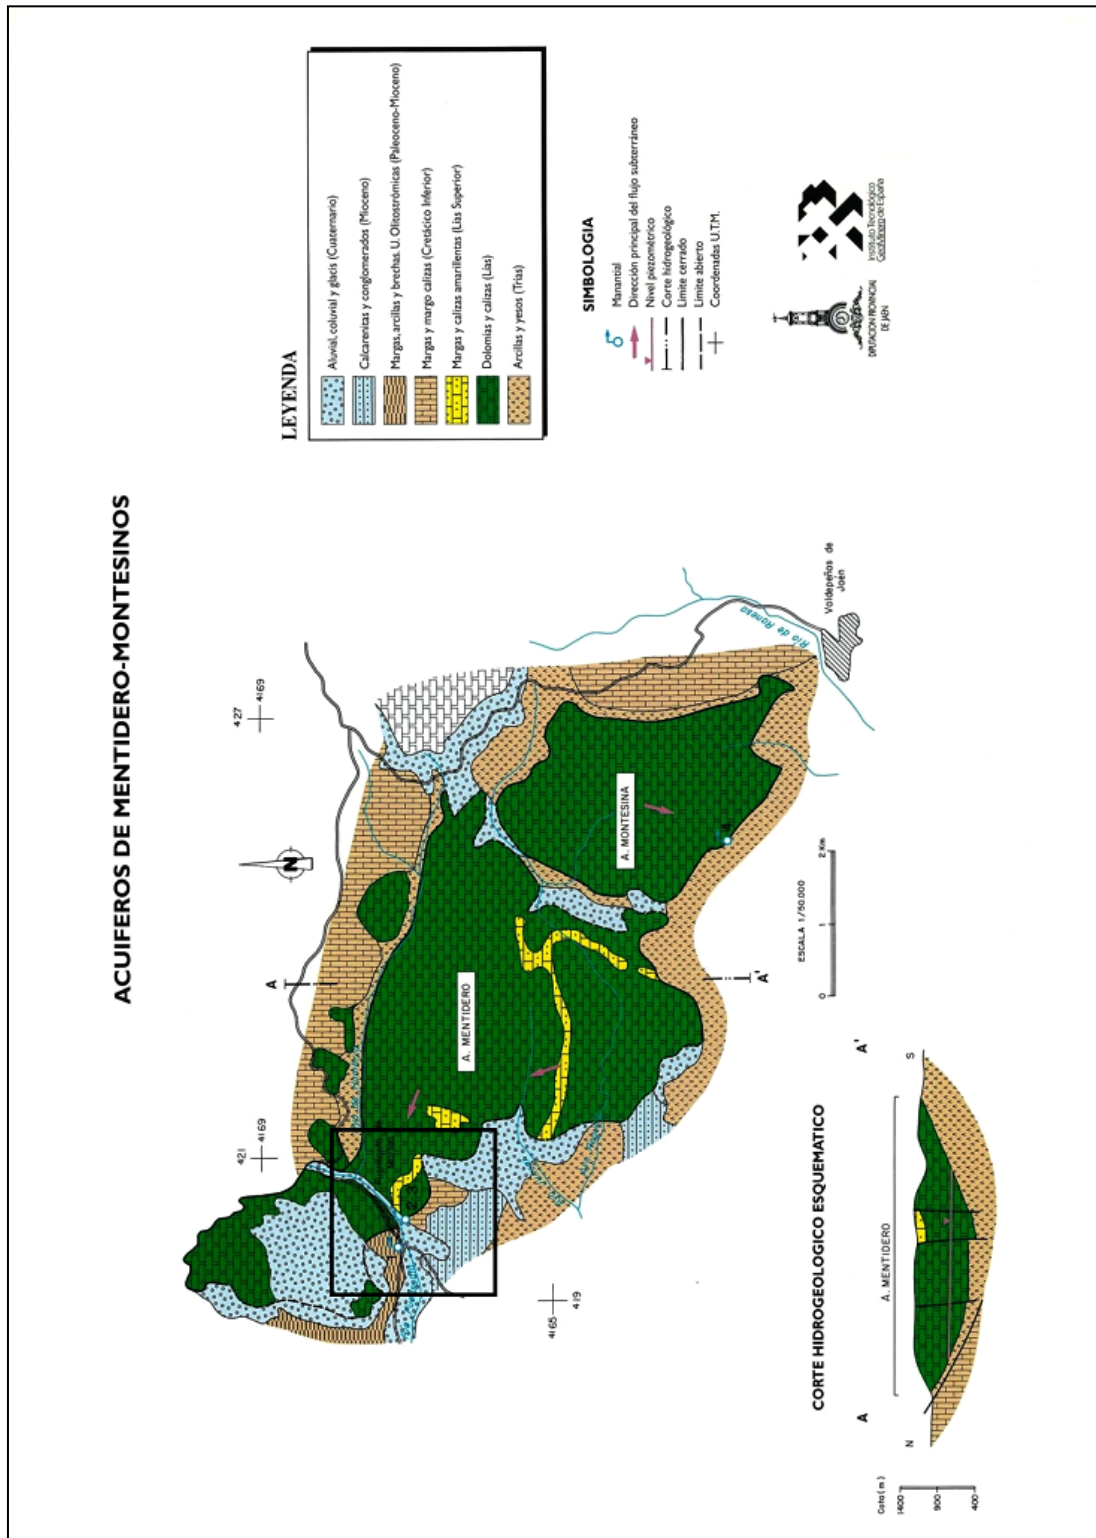 ACUIFEROS DE MENTIDERO-MONTESINOS
LEYENDA
Aluvial, coluvial y glacis (Cuaternario)
Calcarenitas y conglomerados (Mioceno)
Margas, arcillas y brechas. U. Olitostrómicas (Paleoceno-Mioceno)
Margas y margo calizas (Cretácico Inferior)
Margas y calizas amarillentas (Lías Superior)
Dolomías y calizas (Lías)
Arcillas y yesos (Trías)
SIMBOLOGIA
Manantial
Dirección principal del flujo subterráneo
Nivel piezométrico
Corte hidrogeológico
Límite cerrado
Límite abierto
Coordenadas U.T.M.
DIPUTACION PROVINCIAL
DE JAEN
Instituto Tecnológico
GeoMinero de España
421
4169
427
4169
N
A
A. MENTIDERO
A. MONTESINA
2-3
4
A'
4165
419
Río de Ranera
Valdepeñas de
Jaén
ESCALA 1/50.000
0
1
2 Km
CORTE HIDROGEOLOGICO ESQUEMATICO
A
A'
N
S
A. MENTIDERO
Cota (m)
1400
900
400